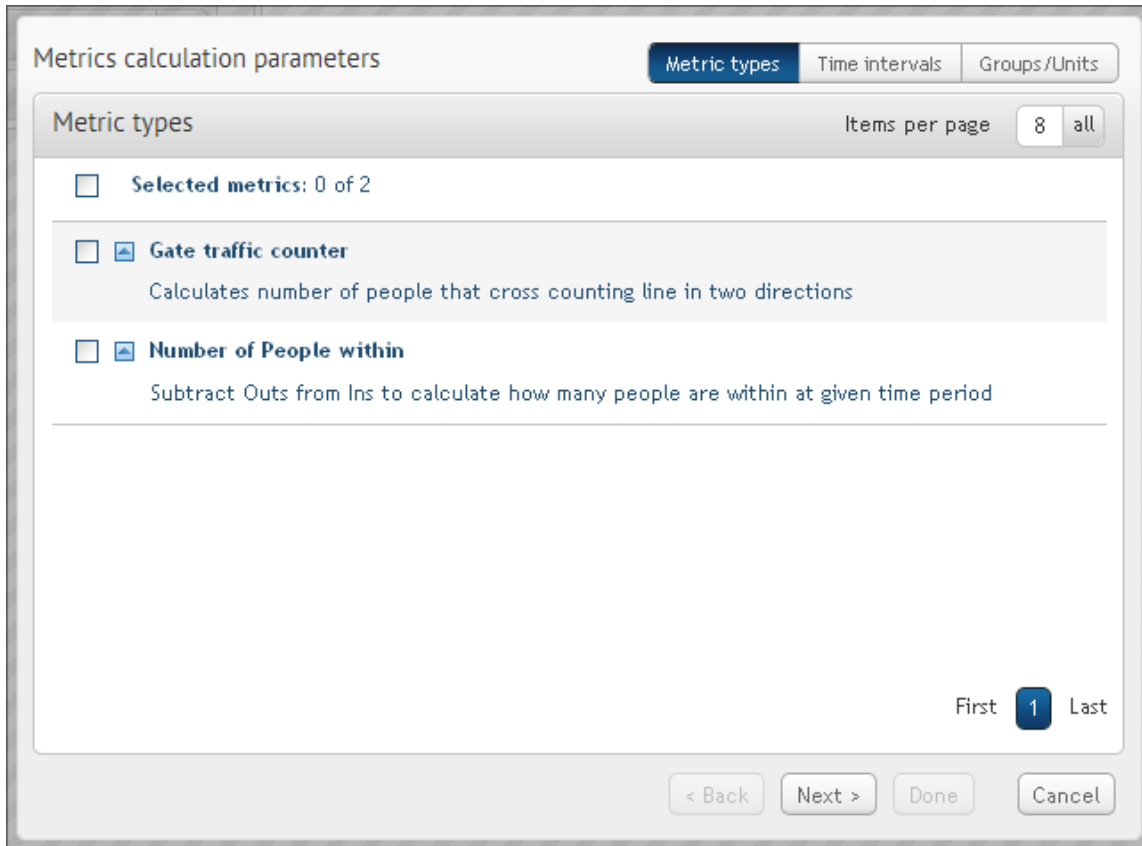 Metrics calculation parameters
Metric types Time intervals Groups/Units
Metric types Items per page 8 all
Selected metrics: 0 of 2
Gate traffic counter
Calculates number of people that cross counting line in two directions
Number of People within
Subtract Outs from Ins to calculate how many people are within at given time period
First 1 Last
< Back Next > Done Cancel